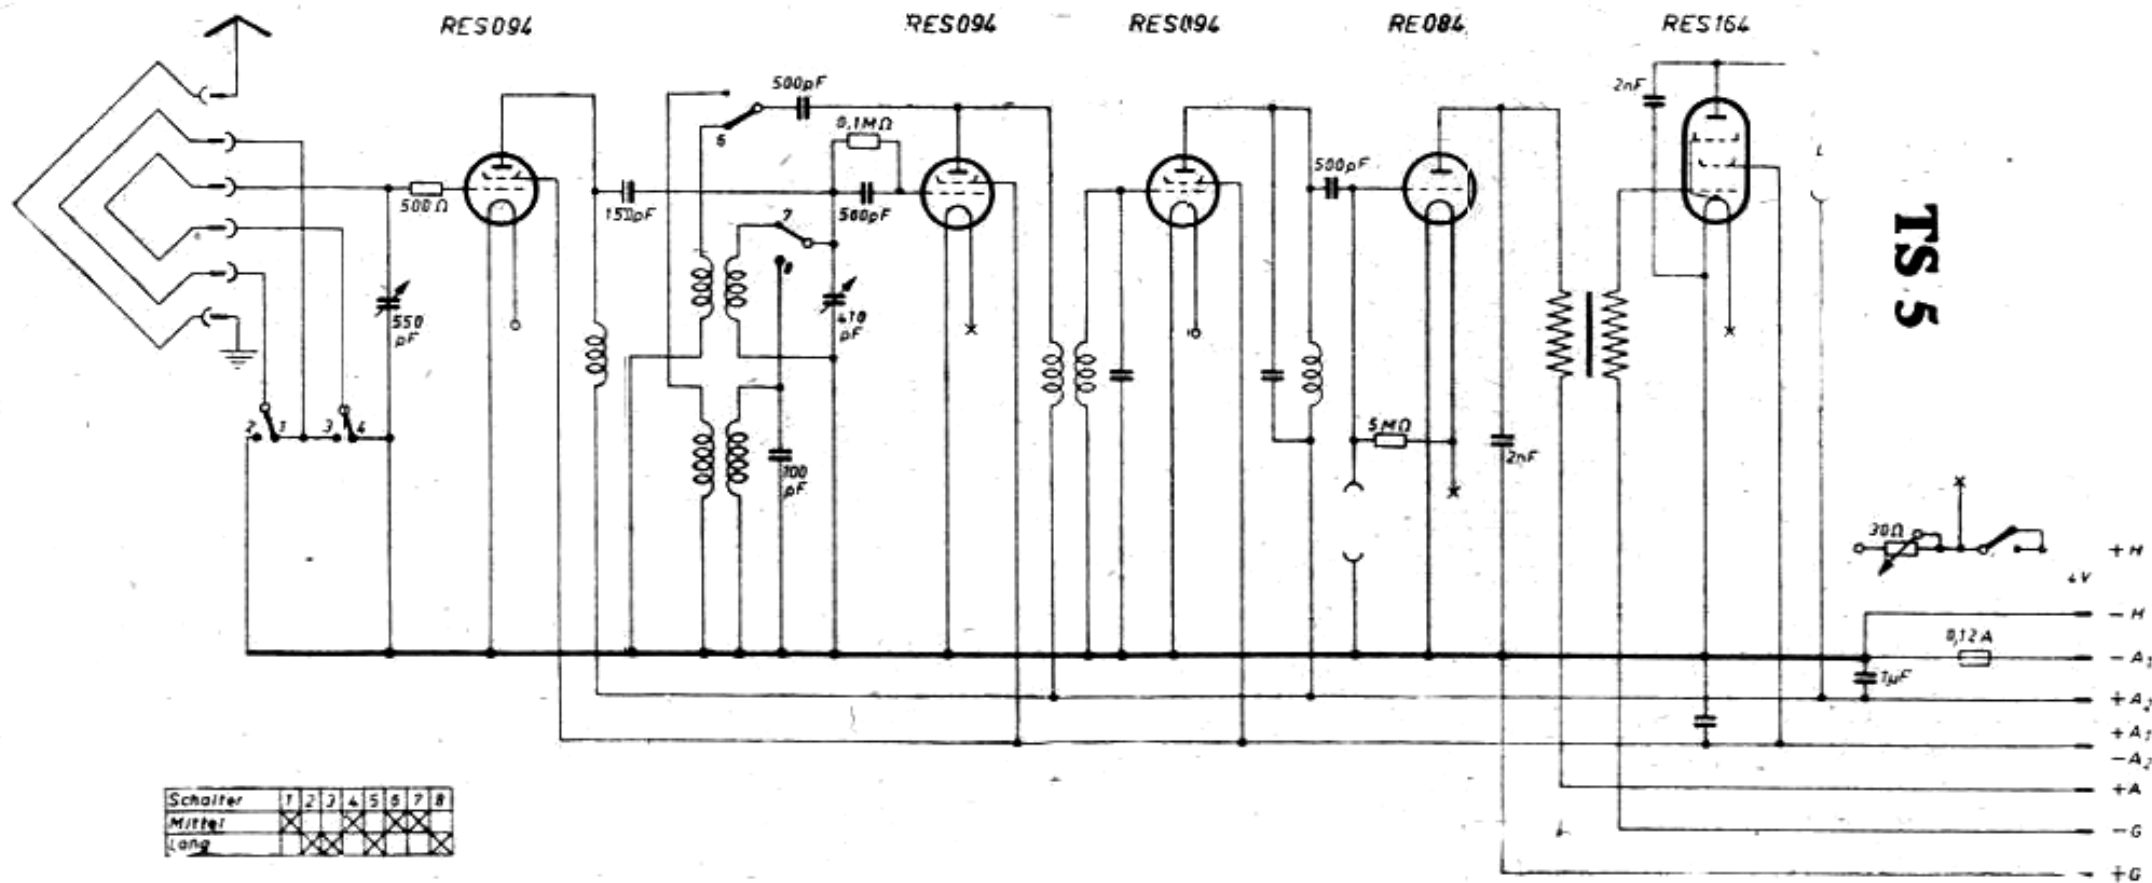 RES094
RES094
RES094
RE084
RES164
500pF
2nF
0,1MΩ
6
500pF
L
500Ω
150pF
500pF
7
8
TS 5
550
pF
410
pF
2
1
3
4
5MΩ
100
pF
2nF
30Ω
+H
4V
-H
0,12A
-A1
1µF
+A2
+A1
-A2
+A
-G
+G
Schalter 1 2 3 4 5 6 7 8
Mittel
Lang